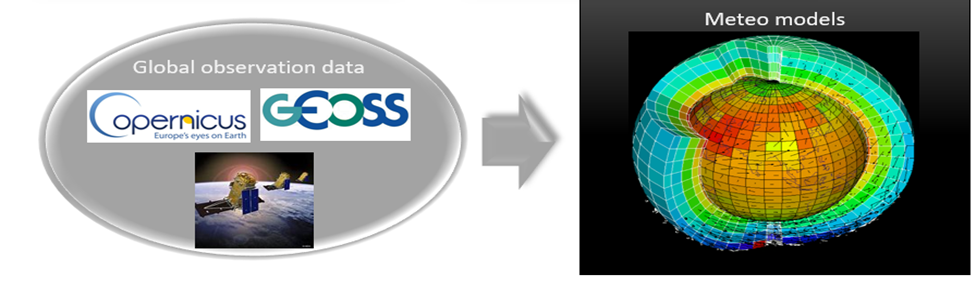 Global observation data
Copernicus
Europe's eyes on Earth
GEOSS
Meteo models